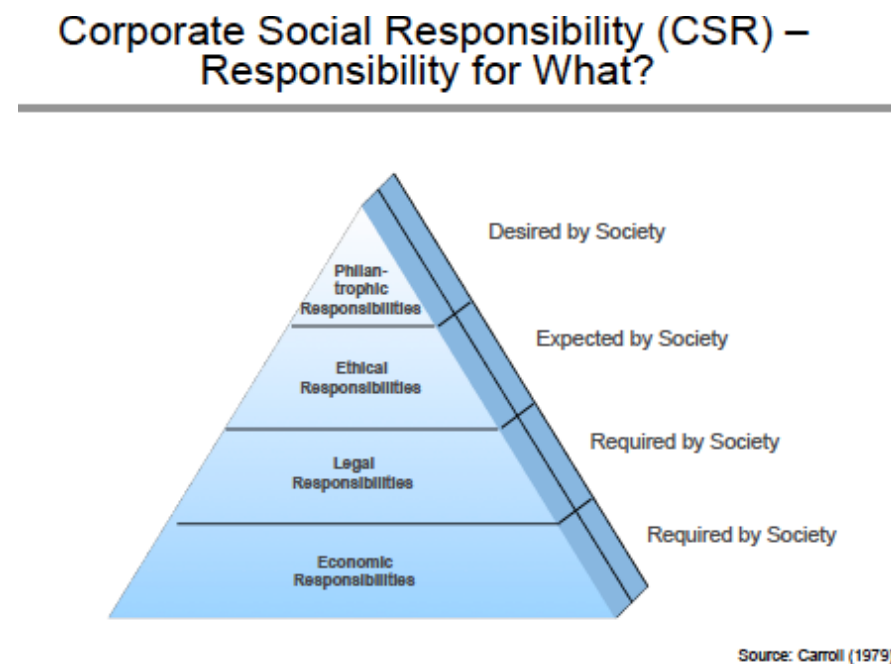 Corporate Social Responsibility (CSR) –
Responsibility for What?
Desired by Society
Philan-
trophic
Responsibilities
Expected by Society
Ethical
Responsibilities
Required by Society
Legal
Responsibilities
Required by Society
Economic
Responsibilities
Source: Carroll (1979)